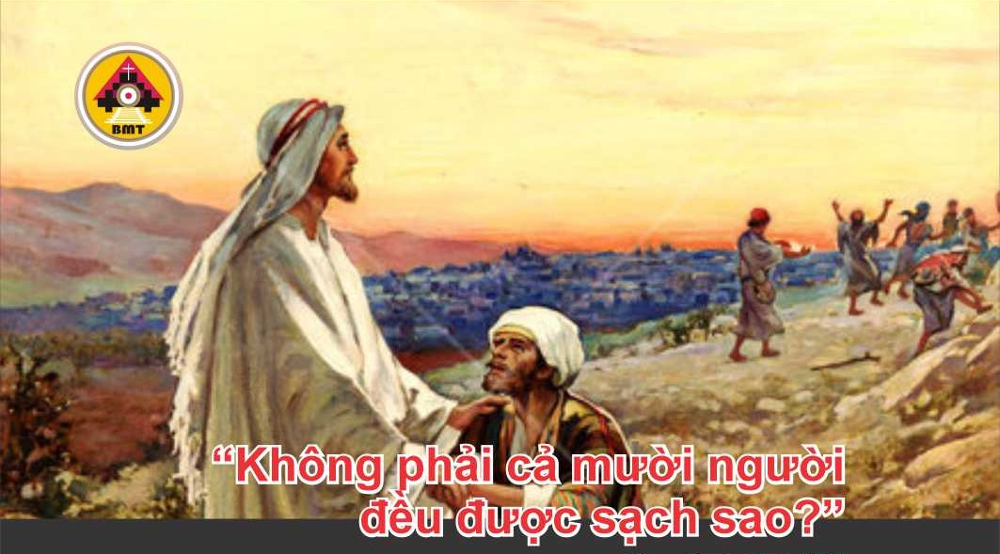 BMT
“Không phải cả mười người
đều được sạch sao?”